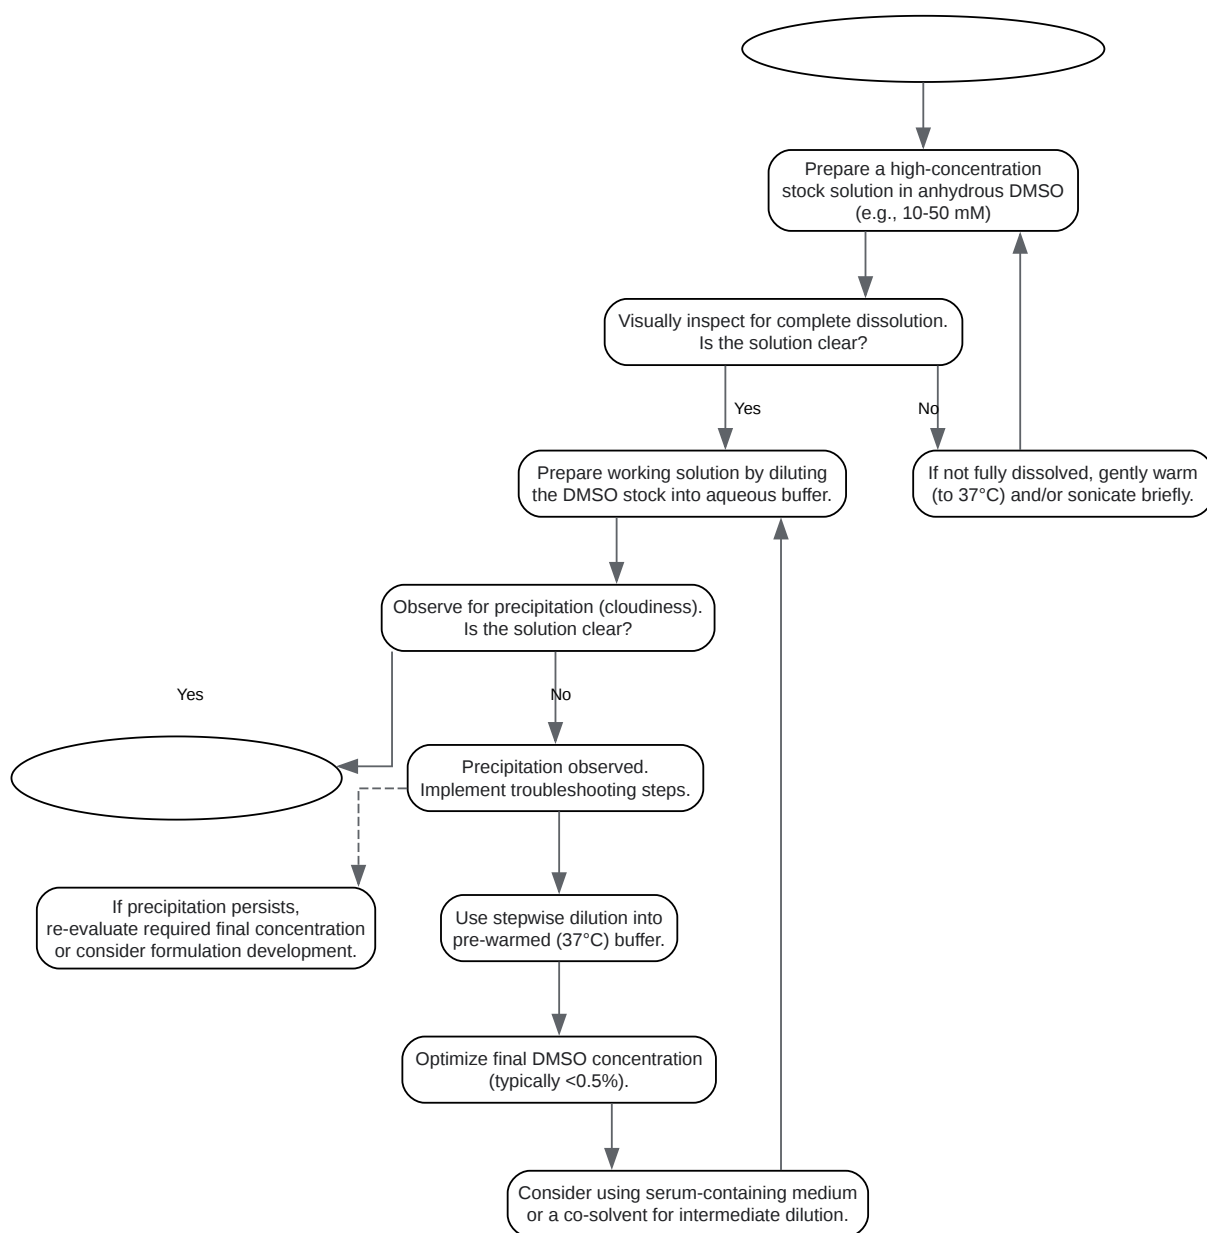 Prepare a high-concentration
stock solution in anhydrous DMSO
(e.g., 10-50 mM)
Visually inspect for complete dissolution.
Is the solution clear?
Yes
No
Prepare working solution by diluting
the DMSO stock into aqueous buffer.
If not fully dissolved, gently warm
(to 37°C) and/or sonicate briefly.
Observe for precipitation (cloudiness).
Is the solution clear?
Yes
No
Precipitation observed.
Implement troubleshooting steps.
If precipitation persists,
re-evaluate required final concentration
or consider formulation development.
Use stepwise dilution into
pre-warmed (37°C) buffer.
Optimize final DMSO concentration
(typically <0.5%).
Consider using serum-containing medium
or a co-solvent for intermediate dilution.